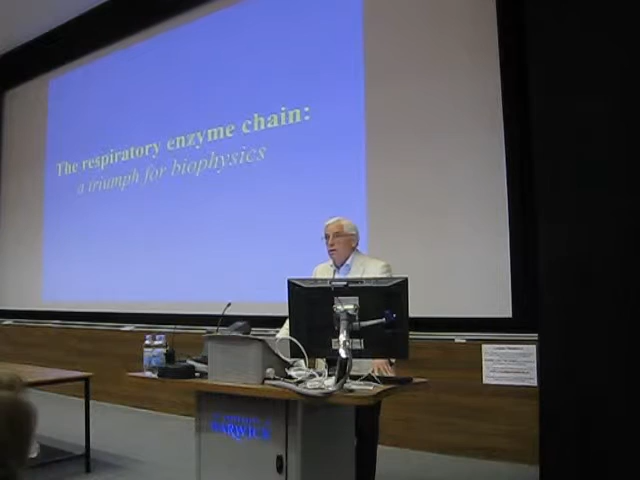 The respiratory enzyme chain:
a triumph for biophysics
WARWICK